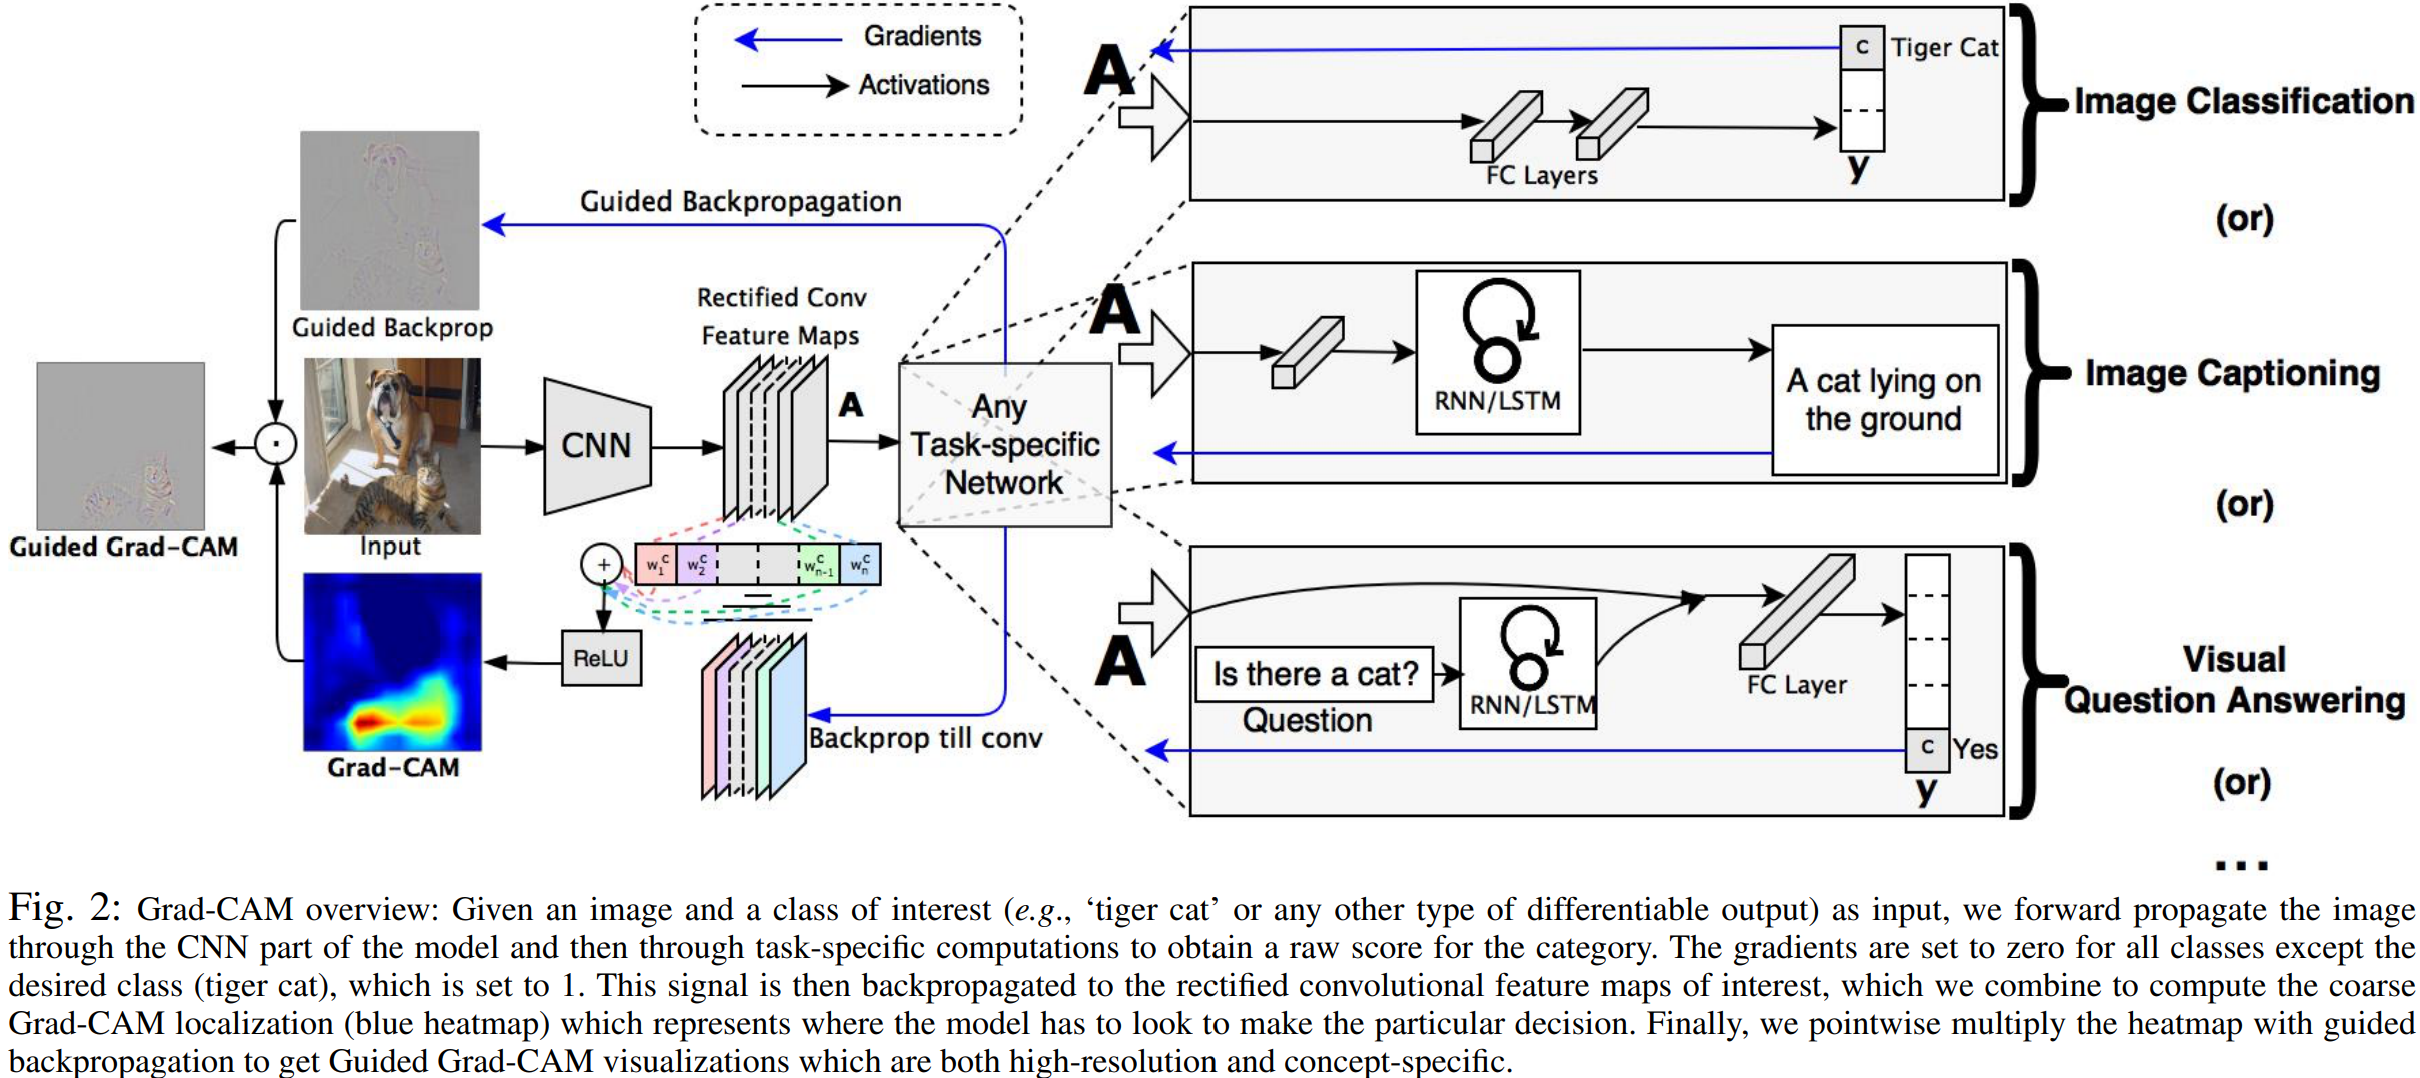 Gradients
Activations
A
C
Tiger Cat
FC Layers
y
Image Classification
(or)
Guided Backpropagation
Guided Backprop
Rectified Conv
Feature Maps
A
Any
Task-specific
Network
CNN
Input
Guided Grad-CAM
+
w1^c
w2^c
wn-1^c
wn^c
ReLU
Grad-CAM
Backprop till conv
A
RNN/LSTM
A cat lying on
the ground
Image Captioning
(or)
A
Is there a cat?
Question
RNN/LSTM
FC Layer
C
Yes
y
Visual
Question Answering
(or)
...
Fig. 2: Grad-CAM overview: Given an image and a class of interest (e.g., ‘tiger cat’ or any other type of differentiable output) as input, we forward propagate the image
through the CNN part of the model and then through task-specific computations to obtain a raw score for the category. The gradients are set to zero for all classes except the
desired class (tiger cat), which is set to 1. This signal is then backpropagated to the rectified convolutional feature maps of interest, which we combine to compute the coarse
Grad-CAM localization (blue heatmap) which represents where the model has to look to make the particular decision. Finally, we pointwise multiply the heatmap with guided
backpropagation to get Guided Grad-CAM visualizations which are both high-resolution and concept-specific.